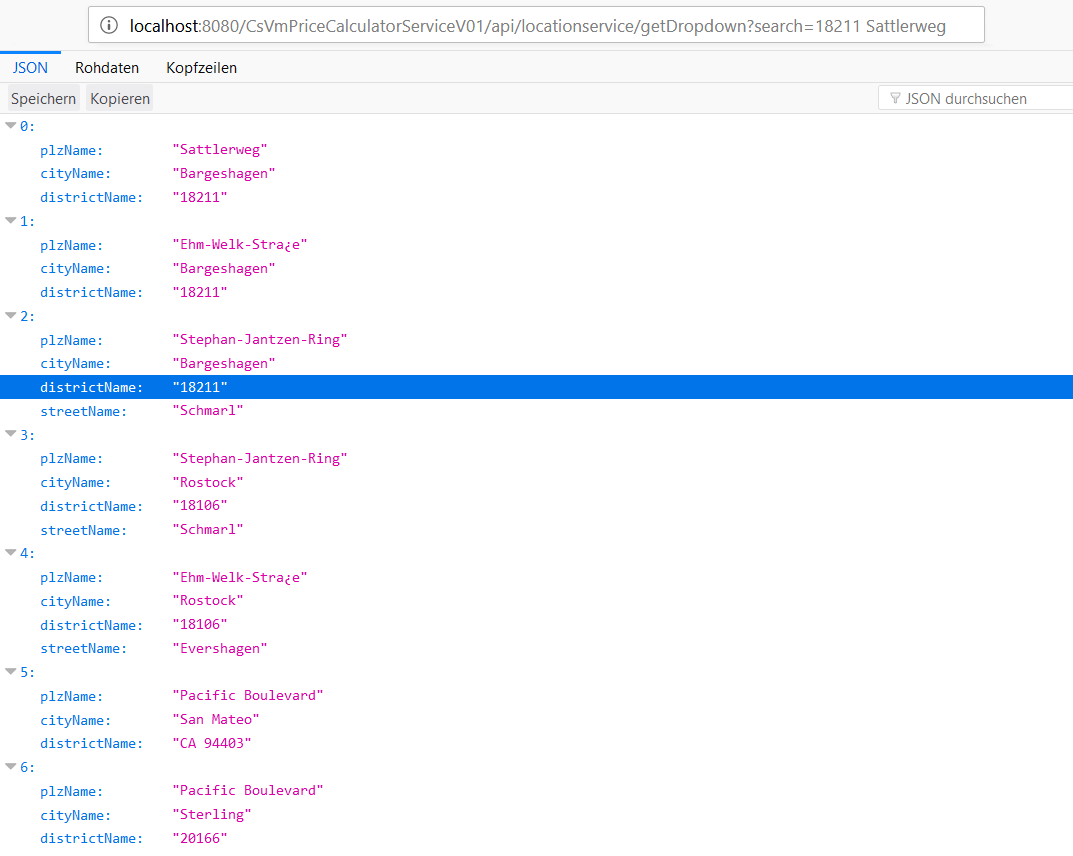 localhost:8080/CsVmPriceCalculatorServiceV01/api/locationservice/getDropdown?search=18211 Sattlerweg
JSON Rohdaten Kopfzeilen
Speichern Kopieren JSON durchsuchen
0:
plzName: "Sattlerweg"
cityName: "Bargeshagen"
districtName: "18211"
1:
plzName: "Ehm-Welk-Stra¿e"
cityName: "Bargeshagen"
districtName: "18211"
2:
plzName: "Stephan-Jantzen-Ring"
cityName: "Bargeshagen"
districtName: "18211"
streetName: "Schmarl"
3:
plzName: "Stephan-Jantzen-Ring"
cityName: "Rostock"
districtName: "18106"
streetName: "Schmarl"
4:
plzName: "Ehm-Welk-Stra¿e"
cityName: "Rostock"
districtName: "18106"
streetName: "Evershagen"
5:
plzName: "Pacific Boulevard"
cityName: "San Mateo"
districtName: "CA 94403"
6:
plzName: "Pacific Boulevard"
cityName: "Sterling"
districtName: "20166"